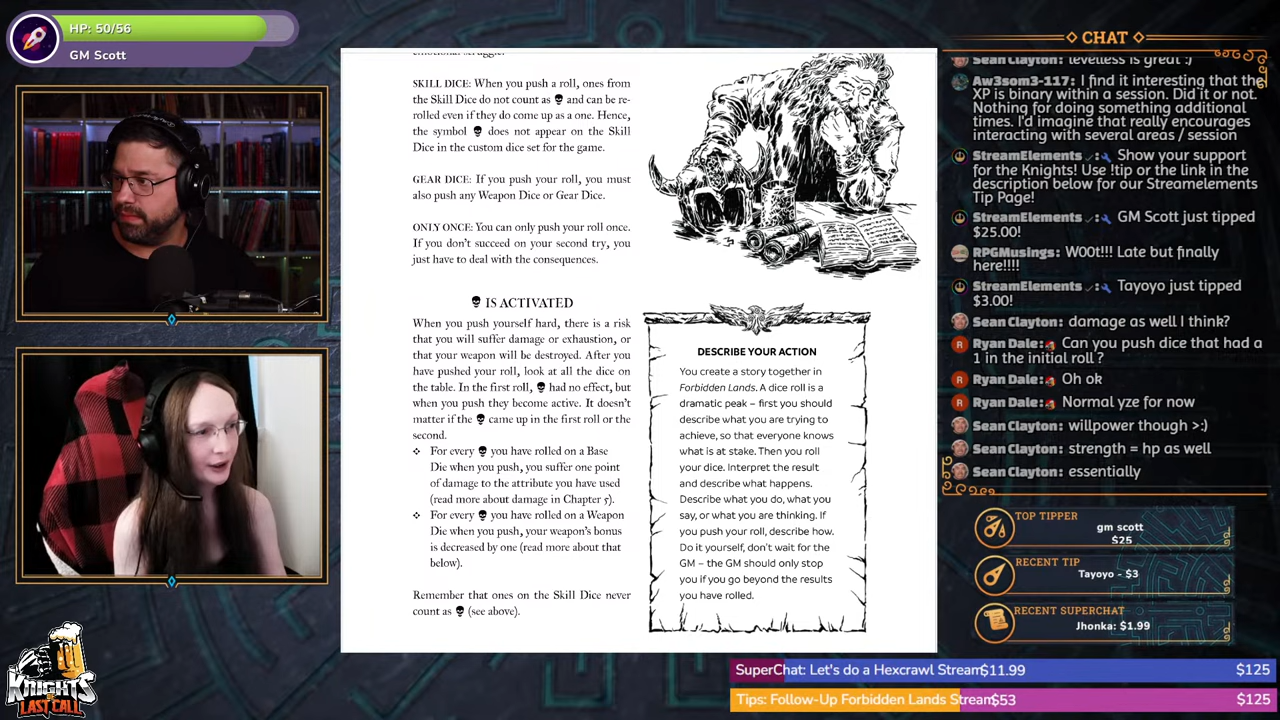 HP: 50/56
GM Scott
SKILL DICE: When you push a roll, ones from
the Skill Dice do not count as and can be re-
rolled even if they do come up as a one. Hence,
the symbol does not appear on the Skill
Dice in the custom dice set for the game.
GEAR DICE: If you push your roll, you must
also push any Weapon Dice or Gear Dice.
ONLY ONCE: You can only push your roll once.
If you don't succeed on your second try, you
just have to deal with the consequences.
IS ACTIVATED
When you push yourself hard, there is a risk
that you will suffer damage or exhaustion, or
that your weapon will be destroyed. After you
have pushed your roll, look at all the dice on
the table. In the first roll, had no effect, but
when you push they become active. It doesn't
matter if the came up in the first roll or the
second.
For every you have rolled on a Base
Die when you push, you suffer one point
of damage to the attribute you have used
(read more about damage in Chapter 5).
For every you have rolled on a Weapon
Die when you push, your weapon's bonus
is decreased by one (read more about that
below).
Remember that ones on the Skill Dice never
count as (see above).
DESCRIBE YOUR ACTION
You create a story together in
Forbidden Lands. A dice roll is a
dramatic peak – first you should
describe what you are trying to
achieve, so that everyone knows
what is at stake. Then you roll
your dice. Interpret the result
and describe what happens.
Describe what you do, what you
say, or what you are thinking. If
you push your roll, describe how.
Do it yourself, don't wait for the
GM – the GM should only stop
you if you go beyond the results
you have rolled.
CHAT
Sean Clayton: levelless is great :)
Aw3som3-117: I find it interesting that the
XP is binary within a session. Did it or not.
Nothing for doing something additional
times. I'd imagine that really encourages
interacting with several areas / session
StreamElements: Show your support
for the Knights! Use !tip or the link in the
description below for our Streamelements
Tip Page!
StreamElements: GM Scott just tipped
$25.00!
RPGMusings: W00t!!! Late but finally
here!!!!
StreamElements: Tayoyo just tipped
$3.00!
Sean Clayton: damage as well I think?
R Ryan Dale: Can you push dice that had a
1 in the initial roll ?
R Ryan Dale: Oh ok
R Ryan Dale: Normal yze for now
Sean Clayton: willpower though >:)
Sean Clayton: strength = hp as well
Sean Clayton: essentially
TOP TIPPER
gm scott
$25
RECENT TIP
Tayoyo - $3
RECENT SUPERCHAT
Jhonka: $1.99
SuperChat: Let's do a Hexcrawl Stream $11.99 $125
Tips: Follow-Up Forbidden Lands Stream $53 $125
KNIGHTS
OF
LAST CALL